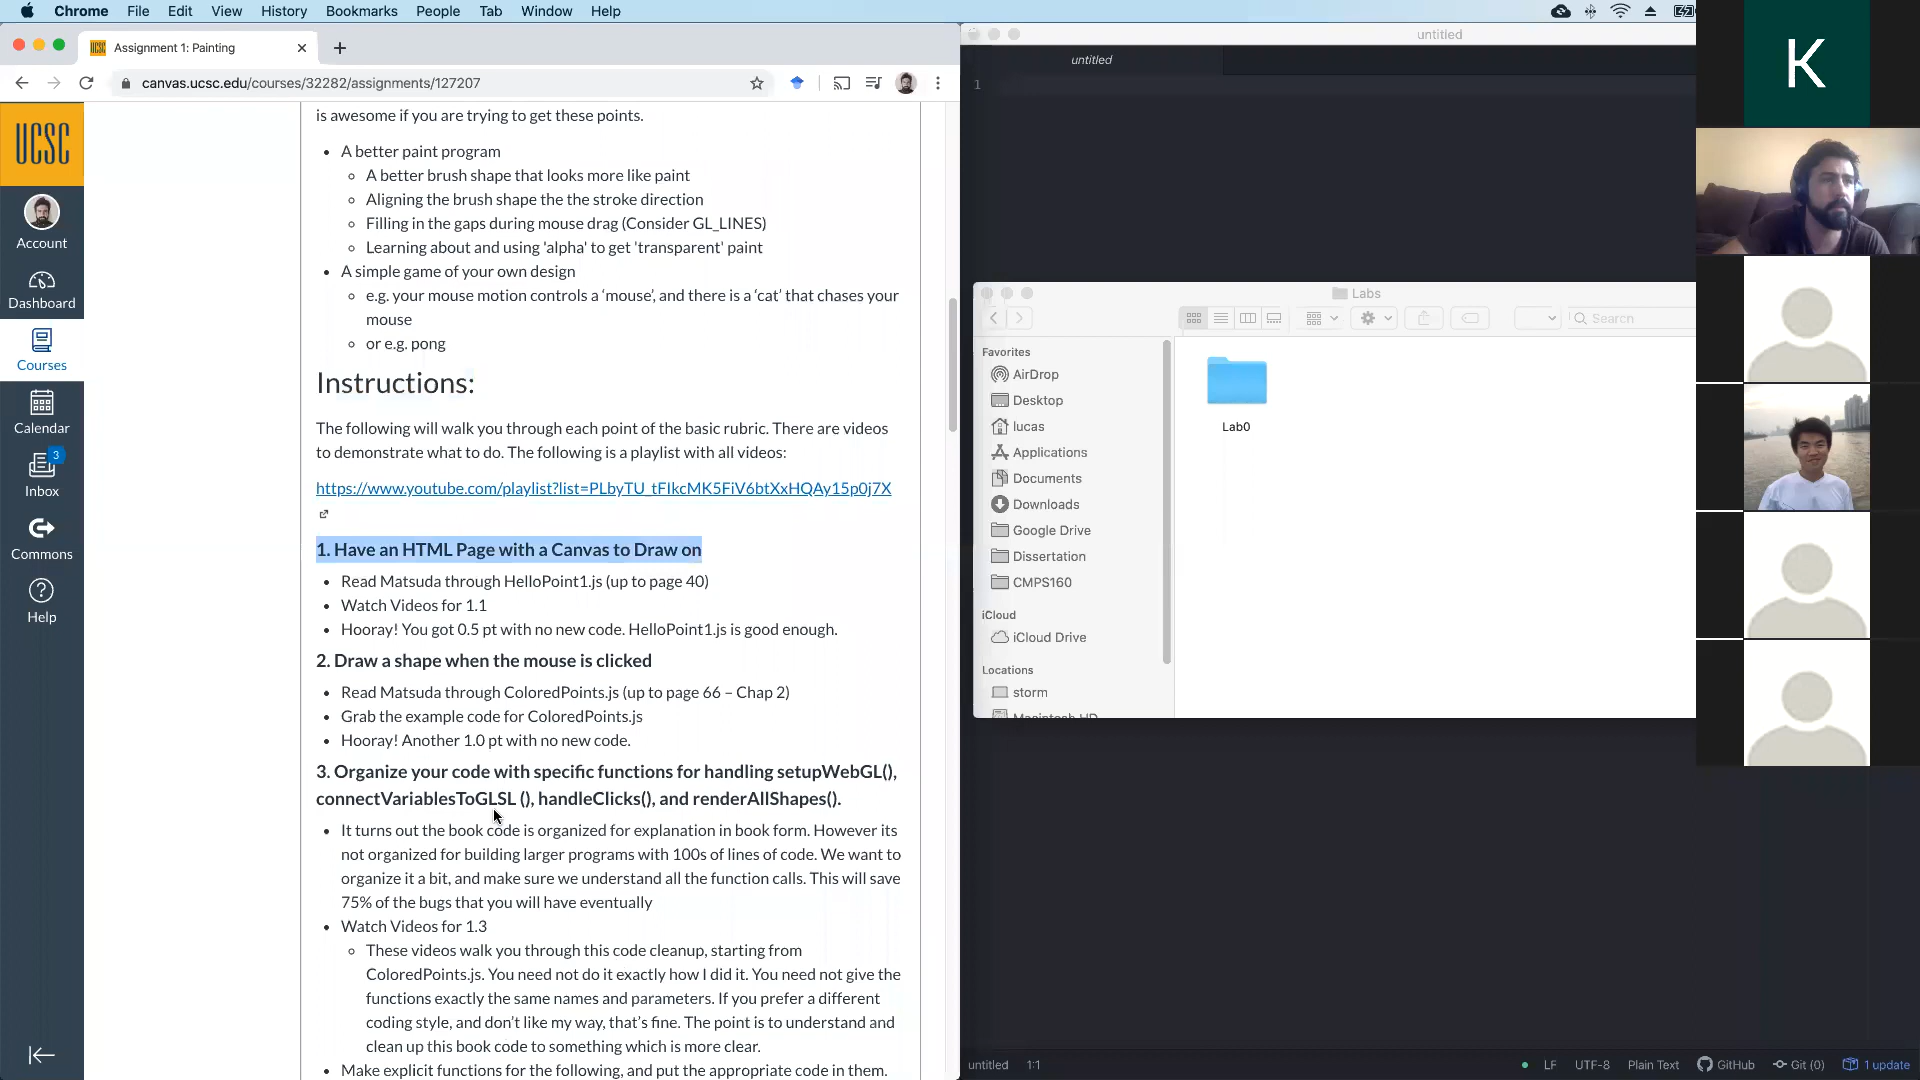 Chrome File Edit View History Bookmarks People Tab Window Help
Assignment 1: Painting
canvas.ucsc.edu/courses/32282/assignments/127207
UCSC
Account
Dashboard
Courses
Calendar
3
Inbox
Commons
Help
is awesome if you are trying to get these points.
• A better paint program
◦ A better brush shape that looks more like paint
◦ Aligning the brush shape the the stroke direction
◦ Filling in the gaps during mouse drag (Consider GL_LINES)
◦ Learning about and using 'alpha' to get 'transparent' paint
• A simple game of your own design
◦ e.g. your mouse motion controls a ‘mouse’, and there is a ‘cat’ that chases your
mouse
◦ or e.g. pong
Instructions:
The following will walk you through each point of the basic rubric. There are videos
to demonstrate what to do. The following is a playlist with all videos:
https://www.youtube.com/playlist?list=PLbyTU_tFIkcMK5FiV6btXxHQAy15p0j7X
1. Have an HTML Page with a Canvas to Draw on
• Read Matsuda through HelloPoint1.js (up to page 40)
• Watch Videos for 1.1
• Hooray! You got 0.5 pt with no new code. HelloPoint1.js is good enough.
2. Draw a shape when the mouse is clicked
• Read Matsuda through ColoredPoints.js (up to page 66 – Chap 2)
• Grab the example code for ColoredPoints.js
• Hooray! Another 1.0 pt with no new code.
3. Organize your code with specific functions for handling setupWebGL(),
connectVariablesToGLSL (), handleClicks(), and renderAllShapes().
• It turns out the book code is organized for explanation in book form. However its
not organized for building larger programs with 100s of lines of code. We want to
organize it a bit, and make sure we understand all the function calls. This will save
75% of the bugs that you will have eventually
• Watch Videos for 1.3
◦ These videos walk you through this code cleanup, starting from
ColoredPoints.js. You need not do it exactly how I did it. You need not give the
functions exactly the same names and parameters. If you prefer a different
coding style, and don’t like my way, that’s fine. The point is to understand and
clean up this book code to something which is more clear.
• Make explicit functions for the following, and put the appropriate code in them.
untitled
untitled
1
Labs
Search
Favorites
AirDrop
Desktop
lucas
Applications
Documents
Downloads
Google Drive
Dissertation
CMPS160
iCloud
iCloud Drive
Locations
storm
Macintosh HD
Lab0
untitled 1:1
LF UTF-8 Plain Text GitHub Git (0) 1 update
K